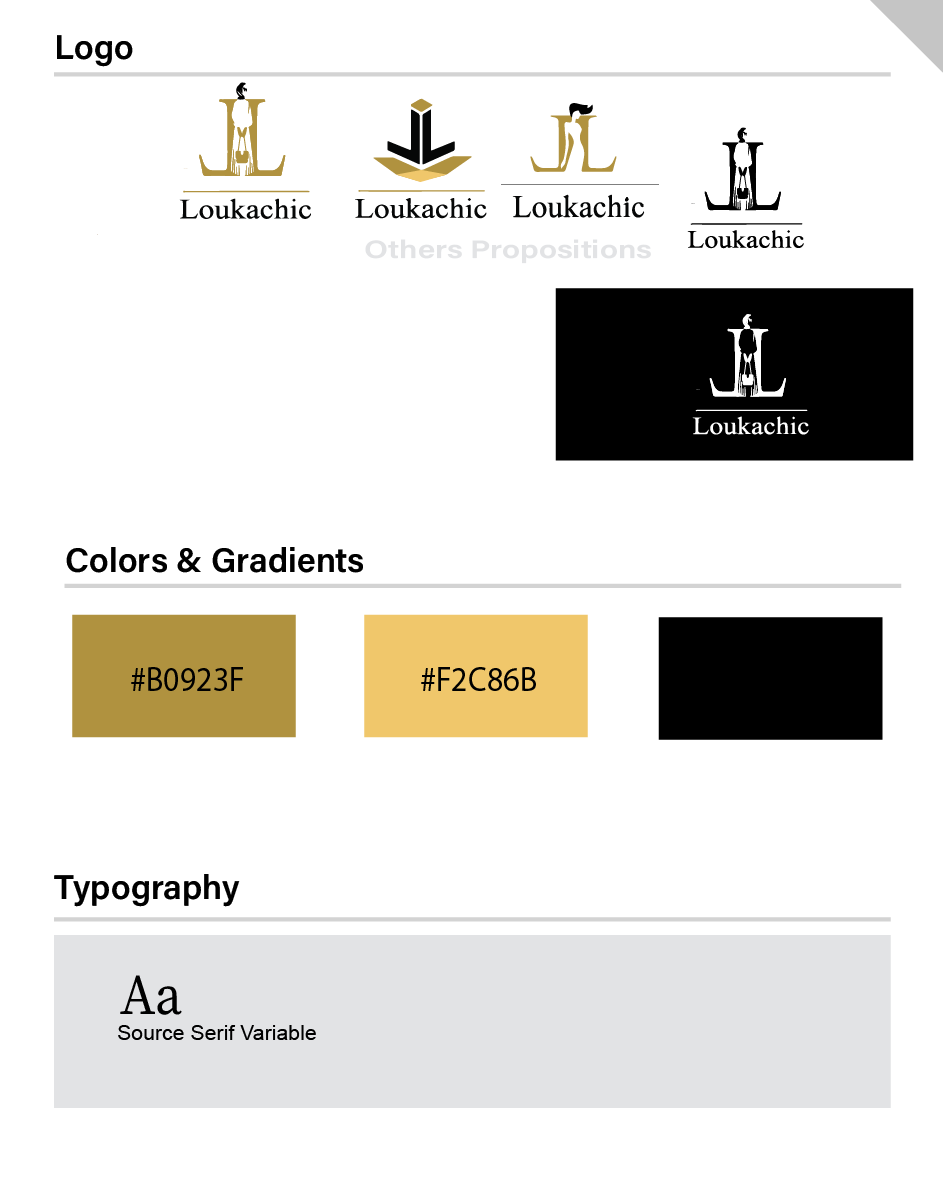 Logo
Loukachic
Loukachic
Loukachic
Loukachic
Others Propositions
Loukachic
Colors & Gradients
#B0923F
#F2C86B
Typography
Aa
Source Serif Variable